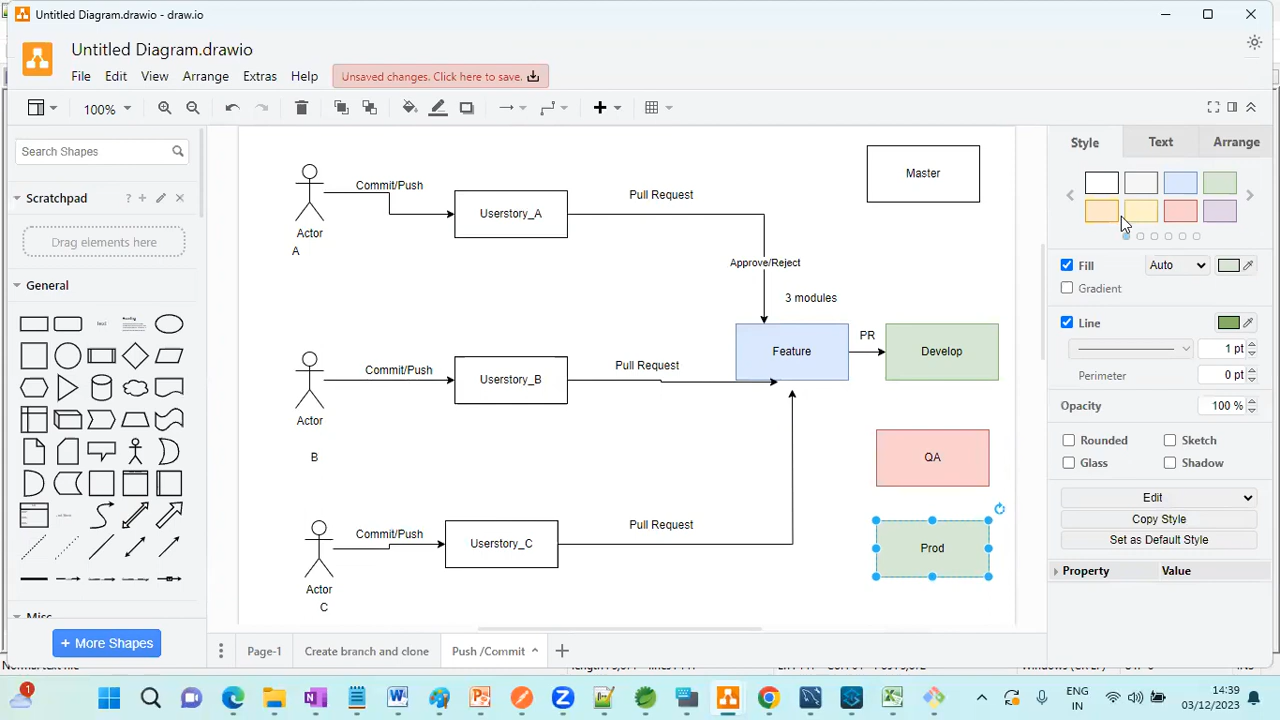 Untitled Diagram.drawio - draw.io
Untitled Diagram.drawio
File Edit View Arrange Extras Help
Unsaved changes. Click here to save.
100%
Search Shapes
Scratchpad
?
Drag elements here
General
Text
Misc
+ More Shapes
Commit/Push
Actor
A
Userstory_A
Pull Request
Master
Approve/Reject
3 modules
Feature
PR
Develop
Commit/Push
Actor
B
Userstory_B
Pull Request
QA
Commit/Push
Actor
C
Userstory_C
Pull Request
Prod
Style Text Arrange
Fill Auto
Gradient
Line
1 pt
Perimeter 0 pt
Opacity 100 %
Rounded Sketch
Glass Shadow
Edit
Copy Style
Set as Default Style
Property Value
Page-1 Create branch and clone Push /Commit
1
ENG
IN
14:39
03/12/2023